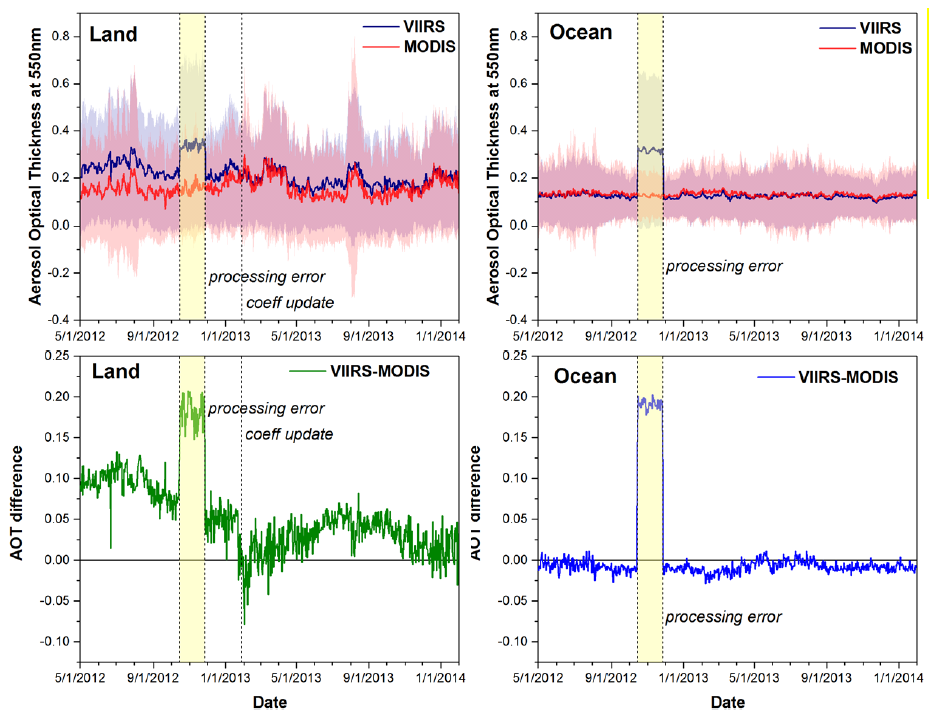 Land
VIIRS
MODIS
Aerosol Optical Thickness at 550nm
0.8
0.6
0.4
0.2
0.0
-0.2
-0.4
processing error
coeff update
5/1/2012
9/1/2012
1/1/2013
5/1/2013
9/1/2013
1/1/2014
Ocean
VIIRS
MODIS
Aerosol Optical Thickness at 550nm
0.8
0.6
0.4
0.2
0.0
-0.2
-0.4
processing error
5/1/2012
9/1/2012
1/1/2013
5/1/2013
9/1/2013
1/1/2014
Land
VIIRS-MODIS
processing error
coeff update
AOT difference
0.25
0.20
0.15
0.10
0.05
0.00
-0.05
-0.10
5/1/2012
9/1/2012
1/1/2013
5/1/2013
9/1/2013
1/1/2014
Date
Ocean
VIIRS-MODIS
AOT difference
0.25
0.20
0.15
0.10
0.05
0.00
-0.05
-0.10
processing error
5/1/2012
9/1/2012
1/1/2013
5/1/2013
9/1/2013
1/1/2014
Date